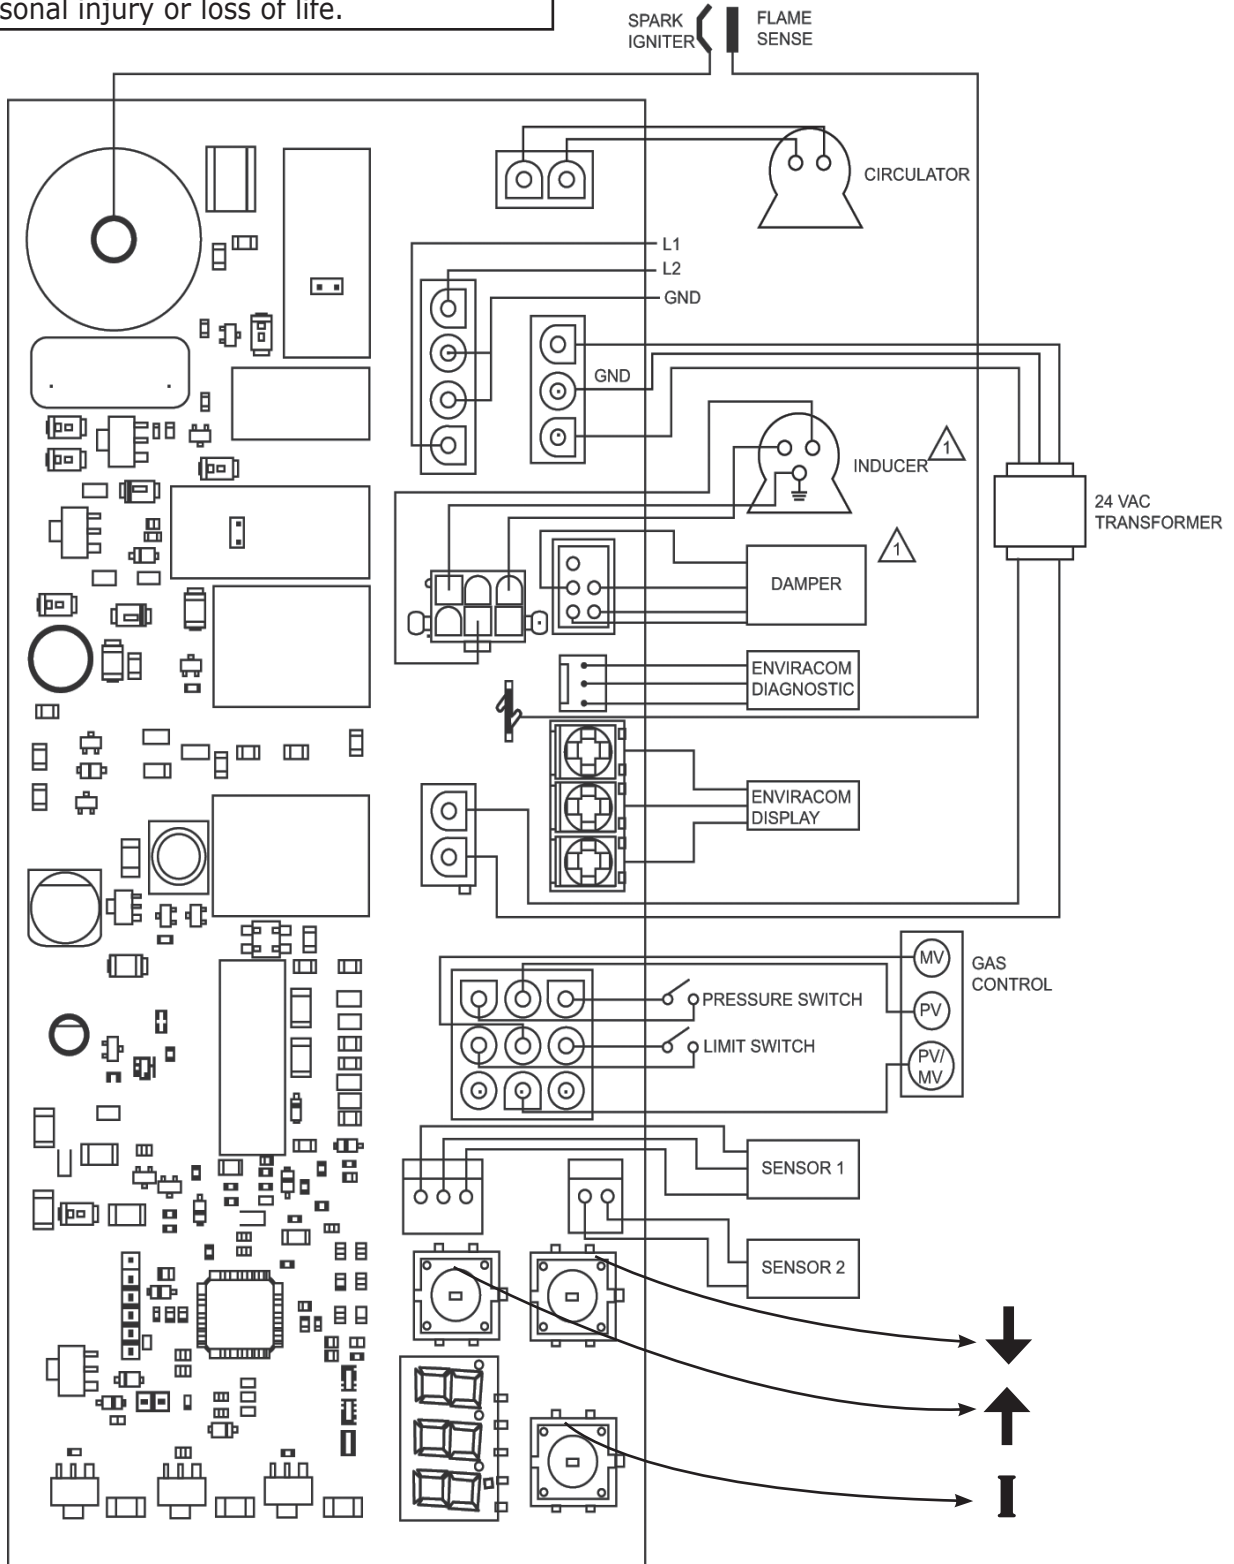 sonal injury or loss of life.
SPARK
IGNITER
FLAME
SENSE
CIRCULATOR
L1
L2
GND
GND
INDUCER
1
24 VAC
TRANSFORMER
1
DAMPER
ENVIRACOM
DIAGNOSTIC
ENVIRACOM
DISPLAY
MV
GAS
CONTROL
PRESSURE SWITCH
PV
LIMIT SWITCH
PV/
MV
SENSOR 1
SENSOR 2
I